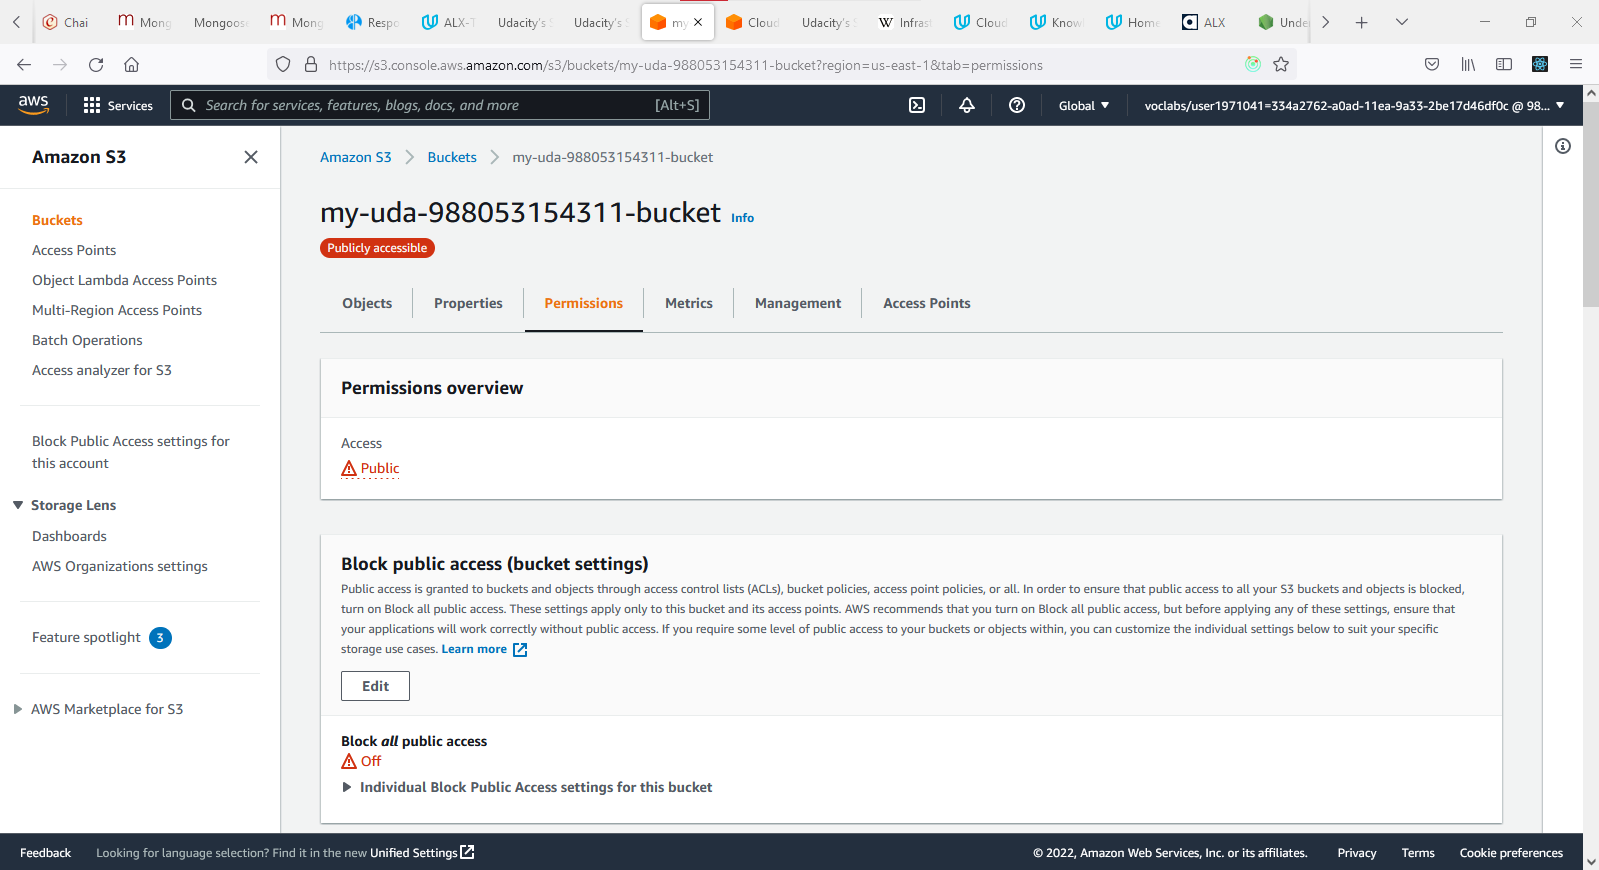 Chai
Mong
Mongoose
Mong
Respo
ALX-T
Udacity's S
Udacity's S
my
Cloud
Udacity's S
W Infrast
Cloud
Know
Home
ALX
Unde
https://s3.console.aws.amazon.com/s3/buckets/my-uda-988053154311-bucket?region=us-east-1&tab=permissions
aws
Services
Search for services, features, blogs, docs, and more
[Alt+S]
Global
voclabs/user1971041=334a2762-a0ad-11ea-9a33-2be17d46df0c @ 98...
Amazon S3
Buckets
Access Points
Object Lambda Access Points
Multi-Region Access Points
Batch Operations
Access analyzer for S3
Block Public Access settings for
this account
Storage Lens
Dashboards
AWS Organizations settings
Feature spotlight 3
AWS Marketplace for S3
Amazon S3 > Buckets > my-uda-988053154311-bucket
my-uda-988053154311-bucket Info
Publicly accessible
Objects
Properties
Permissions
Metrics
Management
Access Points
Permissions overview
Access
Public
Block public access (bucket settings)
Public access is granted to buckets and objects through access control lists (ACLs), bucket policies, access point policies, or all. In order to ensure that public access to all your S3 buckets and objects is blocked,
turn on Block all public access. These settings apply only to this bucket and its access points. AWS recommends that you turn on Block all public access, but before applying any of these settings, ensure that
your applications will work correctly without public access. If you require some level of public access to your buckets or objects within, you can customize the individual settings below to suit your specific
storage use cases. Learn more
Edit
Block all public access
Off
Individual Block Public Access settings for this bucket
Feedback
Looking for language selection? Find it in the new Unified Settings
© 2022, Amazon Web Services, Inc. or its affiliates.
Privacy
Terms
Cookie preferences